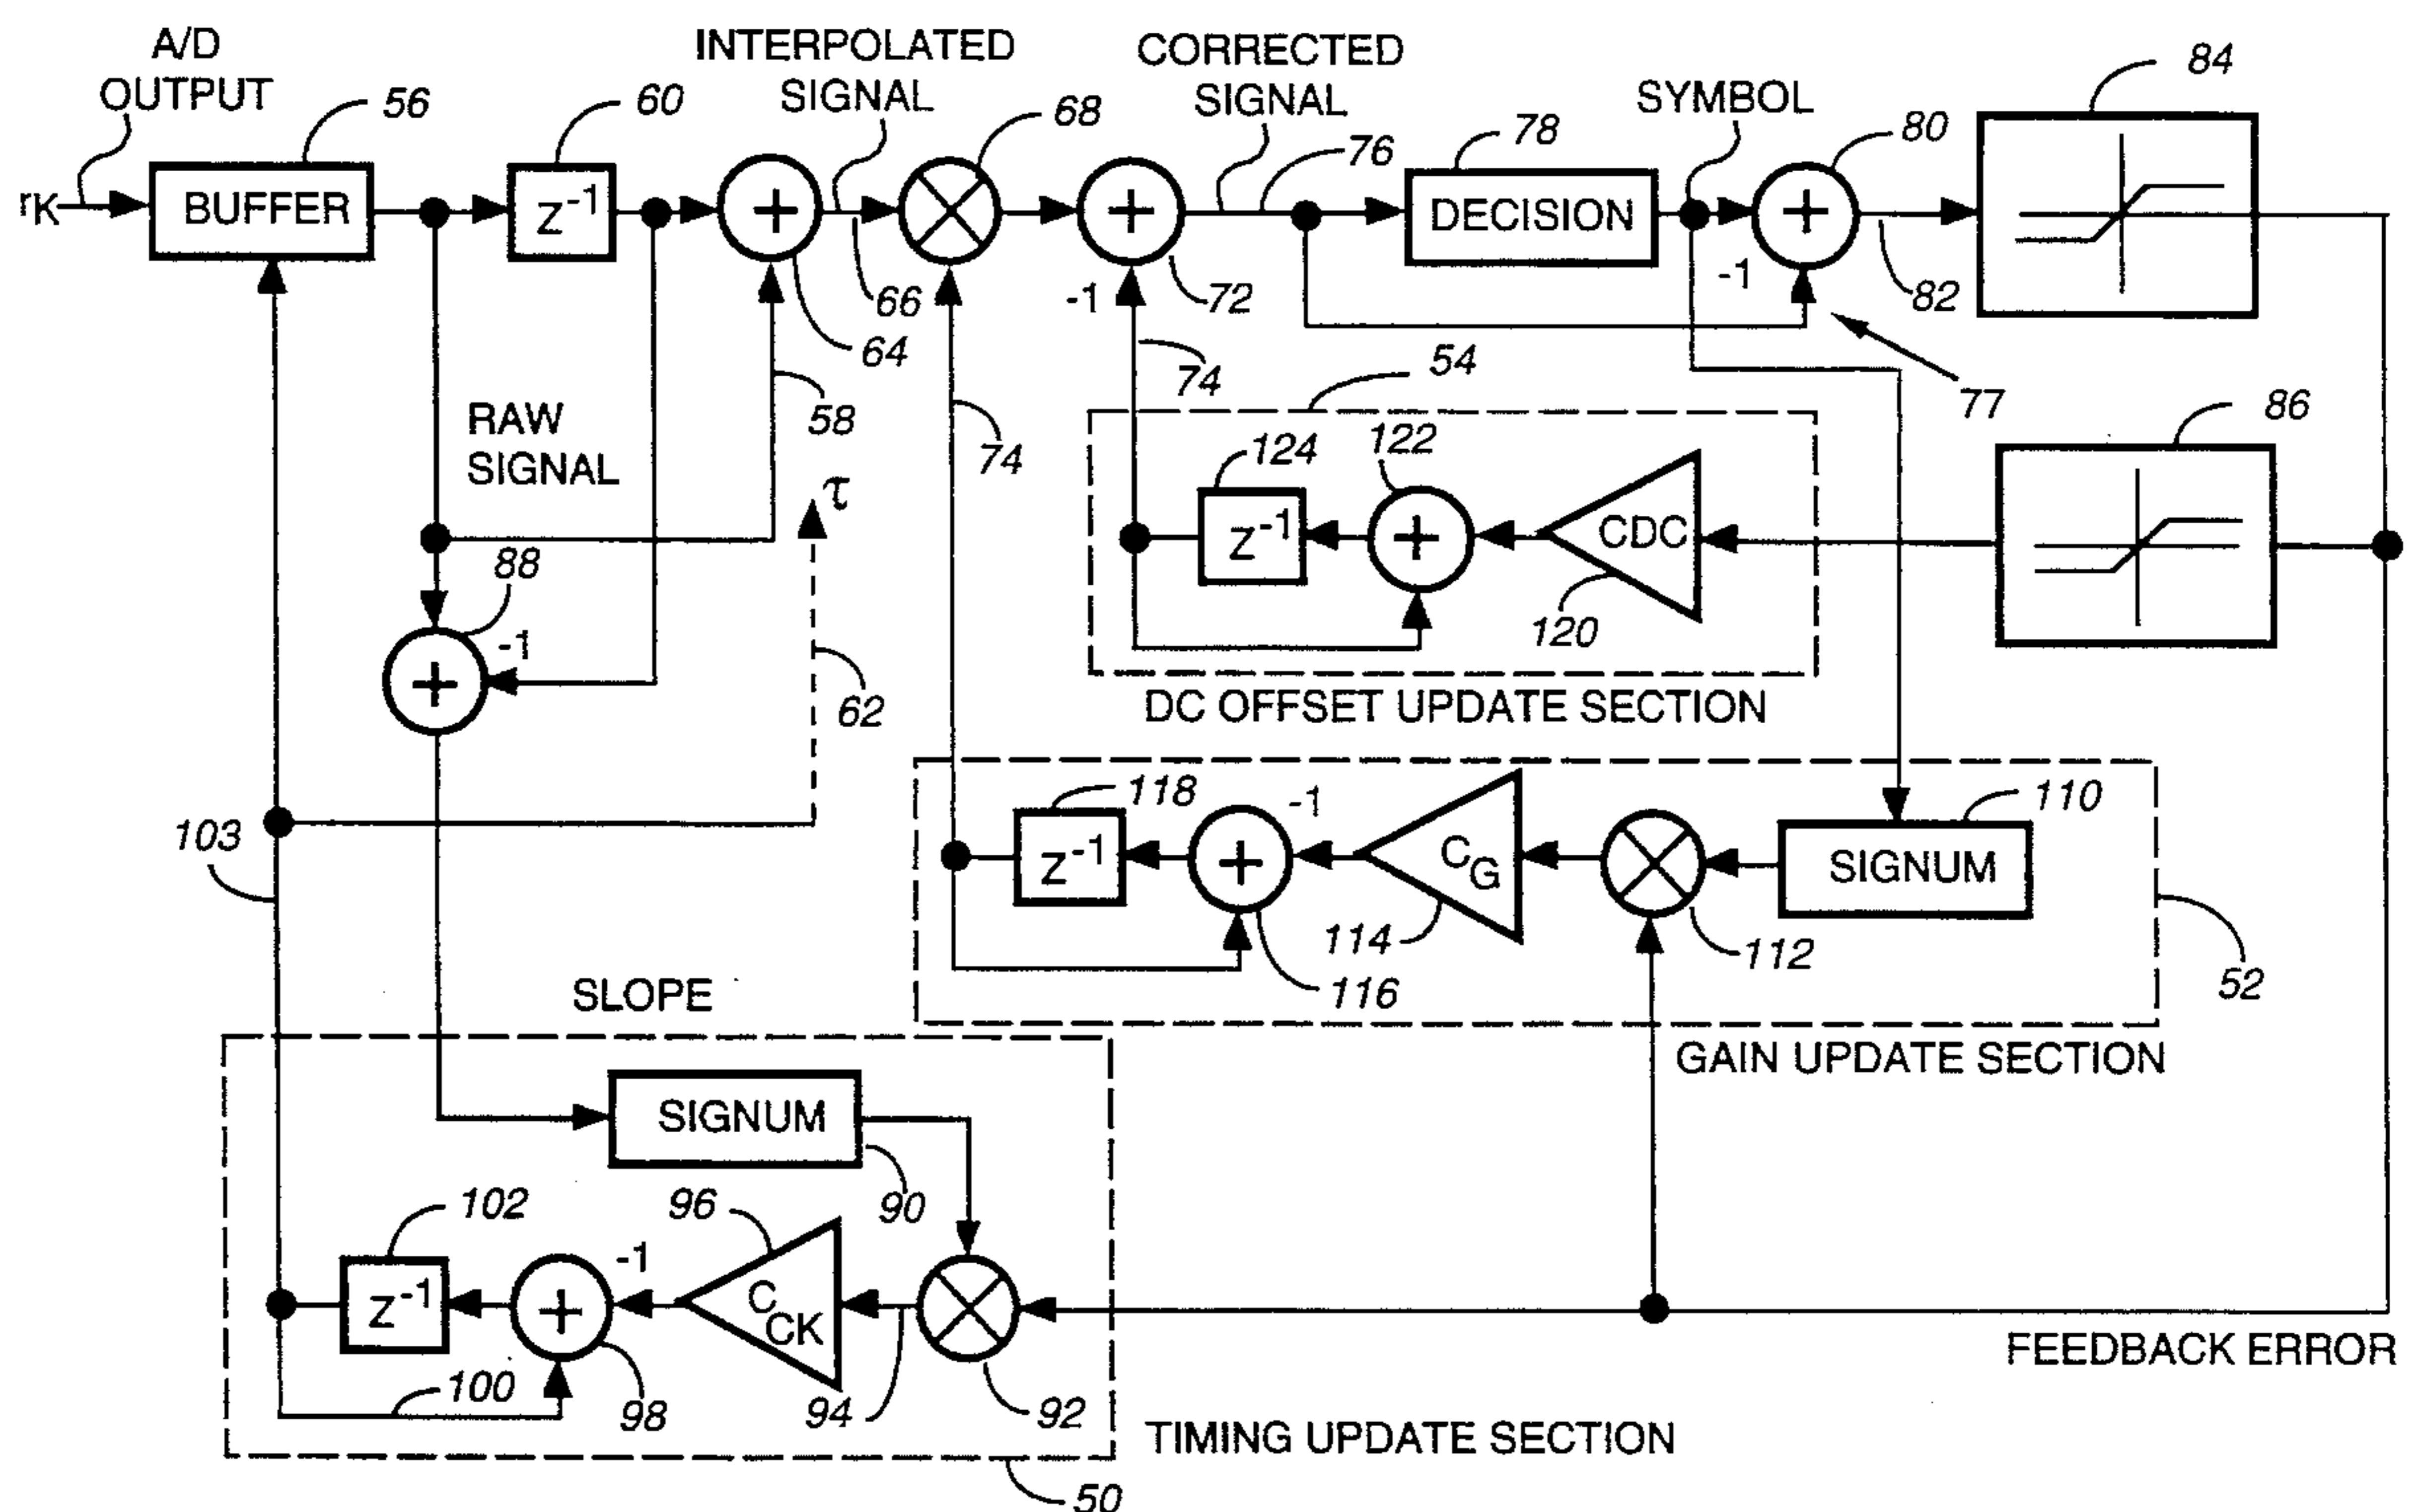 A/D
OUTPUT
INTERPOLATED
SIGNAL
CORRECTED
SIGNAL
SYMBOL
84
56
60
68
76
78
80
rK
BUFFER
z-1
+
+
DECISION
+
-1
-1
66
72
82
64
74
54
77
58
86
RAW
SIGNAL
τ
74
124
122
z-1
+
CDC
88
-1
120
+
62
DC OFFSET UPDATE SECTION
103
118
-1
110
z-1
+
CG
SIGNUM
114
112
116
52
SLOPE
GAIN UPDATE SECTION
SIGNUM
90
102
96
-1
z-1
+
CCK
100
98
94
92
FEEDBACK ERROR
TIMING UPDATE SECTION
50